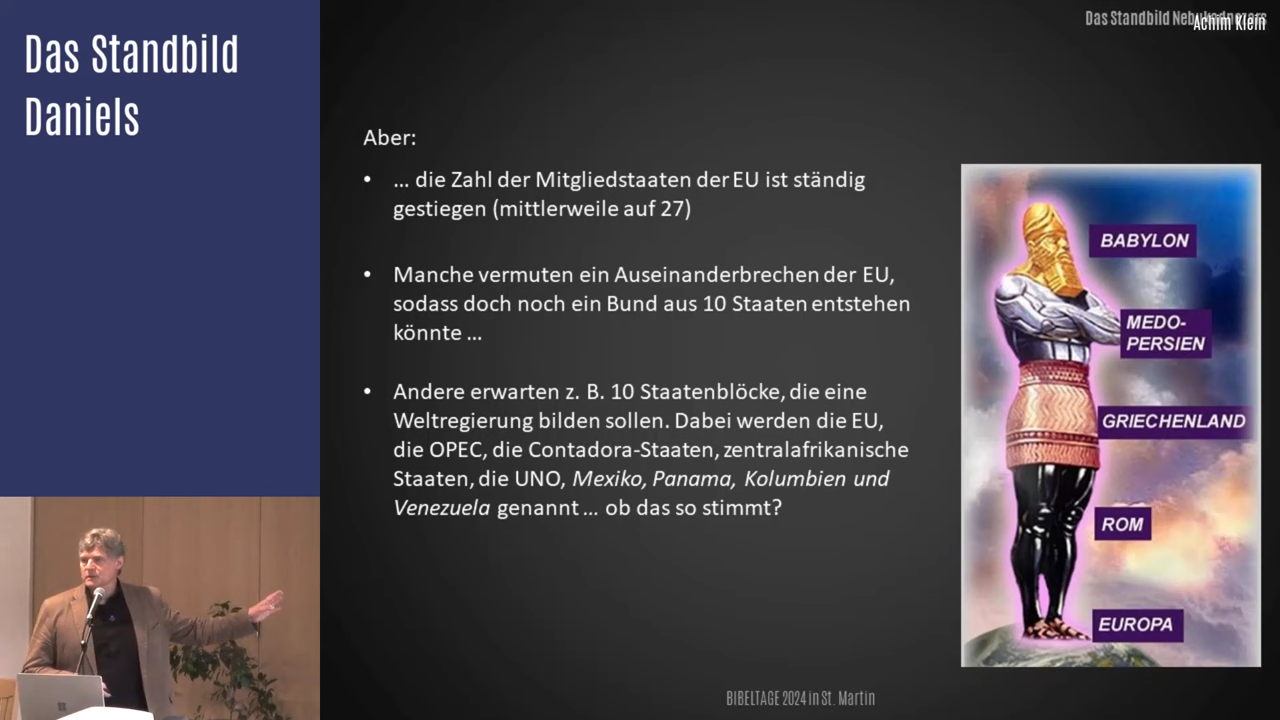 Das Standbild
Daniels
Das Standbild Nebukadnezars
Achim Klein
Aber:
• ... die Zahl der Mitgliedstaaten der EU ist ständig
gestiegen (mittlerweile auf 27)
• Manche vermuten ein Auseinanderbrechen der EU,
sodass doch noch ein Bund aus 10 Staaten entstehen
könnte ...
• Andere erwarten z. B. 10 Staatenblöcke, die eine
Weltregierung bilden sollen. Dabei werden die EU,
die OPEC, die Contadora-Staaten, zentralafrikanische
Staaten, die UNO, Mexiko, Panama, Kolumbien und
Venezuela genannt ... ob das so stimmt?
BABYLON
MEDO-
PERSIEN
GRIECHENLAND
ROM
EUROPA
BIBELTAGE 2024 in St. Martin